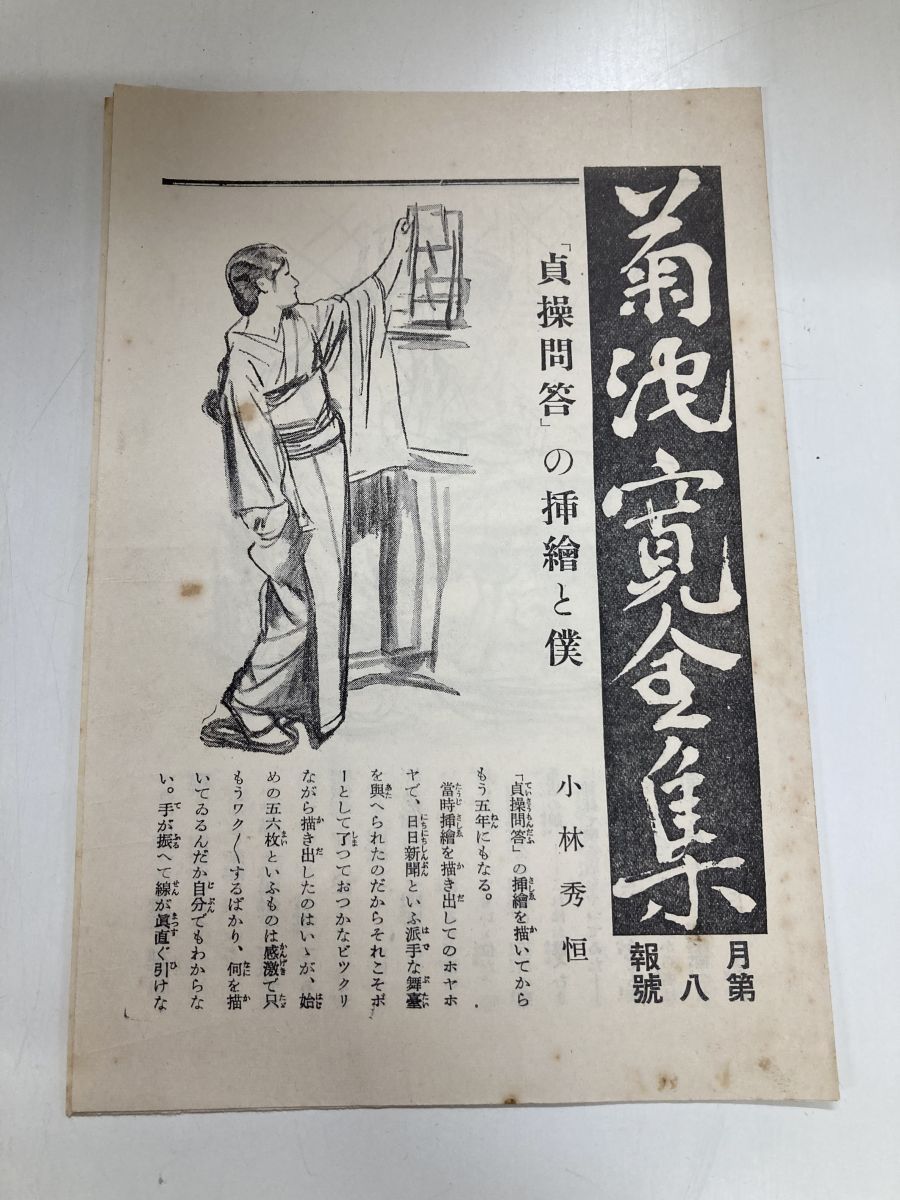 菊池寬全集
月報
第八號
「貞操問答」の揷繪と僕
小林秀恒
「貞操問答」の揷繪を描いてから
もう五年にもなる。
當時揷繪を描き出してのホヤホ
ヤで、日日新聞といふ派手な舞臺
を與へられたのだからそれこそボ
ーとして了つておつかなビツクリ
ながら描き出したのはいゝが、始
めの五六枚といふものは感激で只
もうワク〳〵するばかり、何を描
いてゐるんだか自分でもわからな
い。手が振へて線が眞直ぐ引けな